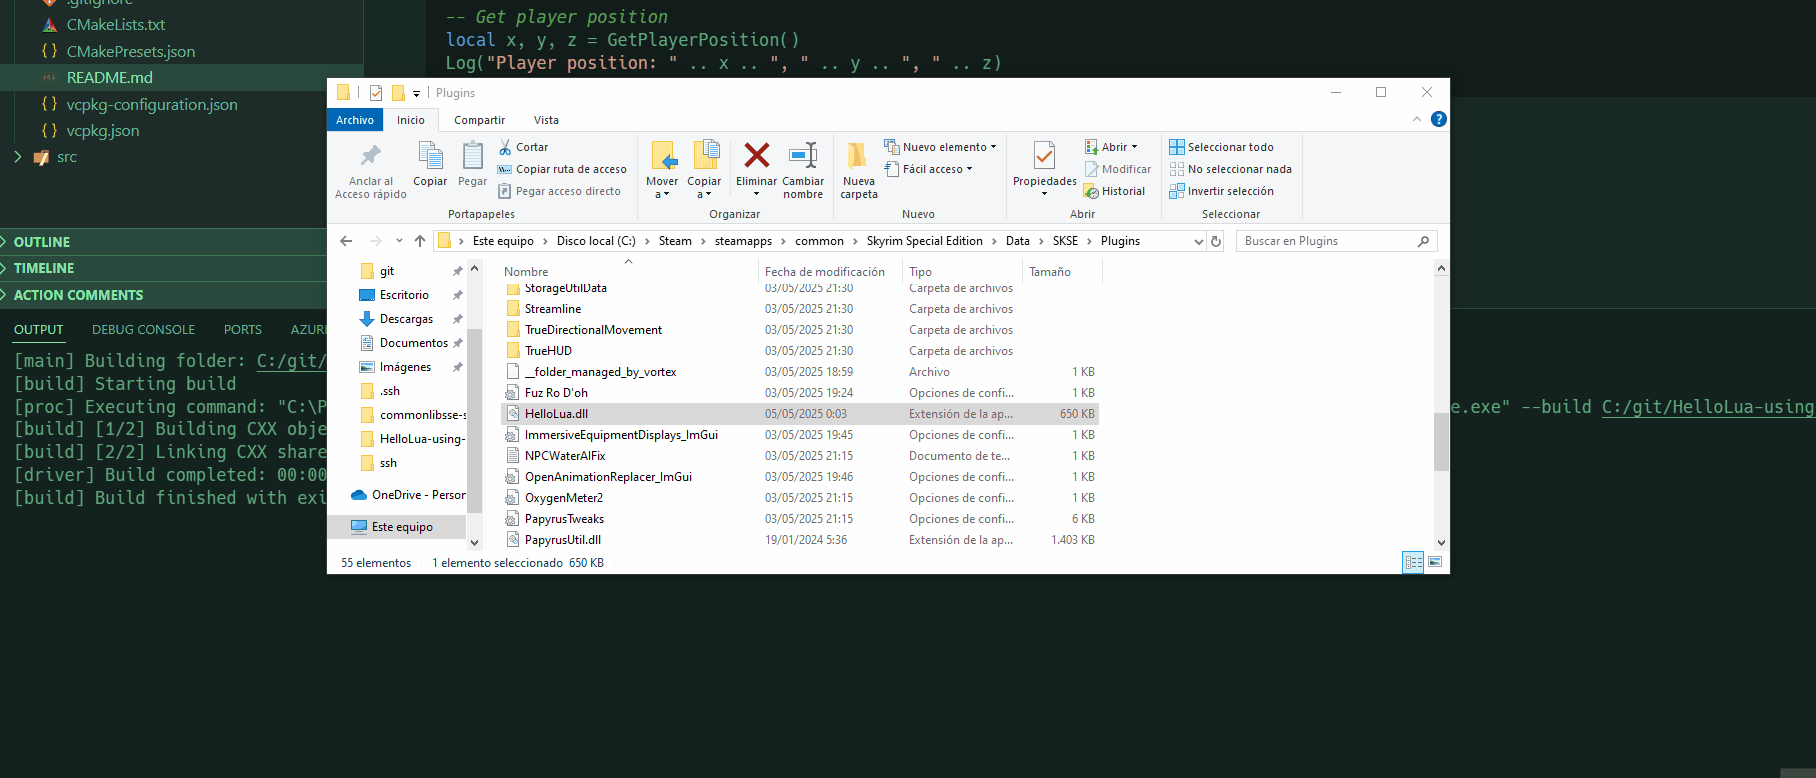 .gitignore
CMakeLists.txt
CMakePresets.json
README.md
vcpkg-configuration.json
vcpkg.json
src
OUTLINE
TIMELINE
ACTION COMMENTS
-- Get player position
local x, y, z = GetPlayerPosition()
Log("Player position: " .. x .. ", " .. y .. ", " .. z)
Plugins
Archivo Inicio Compartir Vista
Anclar al
Acceso rápido
Copiar
Pegar
Cortar
Copiar ruta de acceso
Pegar acceso directo
Portapapeles
Mover
a
Copiar
a
Eliminar
Cambiar
nombre
Organizar
Nueva
carpeta
Nuevo elemento
Fácil acceso
Nuevo
Propiedades
Abrir
Modificar
Historial
Abrir
Seleccionar todo
No seleccionar nada
Invertir selección
Seleccionar
Este equipo > Disco local (C:) > Steam > steamapps > common > Skyrim Special Edition > Data > SKSE > Plugins
Buscar en Plugins
git
Escritorio
Descargas
Documentos
Imágenes
.ssh
commonlibsse-s
HelloLua-using-
ssh
OneDrive - Person
Este equipo
Nombre Fecha de modificación Tipo Tamaño
StorageUtilData 03/05/2025 21:30 Carpeta de archivos
Streamline 03/05/2025 21:30 Carpeta de archivos
TrueDirectionalMovement 03/05/2025 21:30 Carpeta de archivos
TrueHUD 03/05/2025 21:30 Carpeta de archivos
__folder_managed_by_vortex 03/05/2025 18:59 Archivo 1 KB
Fuz Ro D'oh 03/05/2025 19:24 Opciones de confi... 1 KB
HelloLua.dll 05/05/2025 0:03 Extensión de la ap... 650 KB
ImmersiveEquipmentDisplays_ImGui 03/05/2025 19:45 Opciones de confi... 1 KB
NPCWaterAIFix 03/05/2025 21:15 Documento de te... 1 KB
OpenAnimationReplacer_ImGui 03/05/2025 19:46 Opciones de confi... 1 KB
OxygenMeter2 03/05/2025 21:15 Opciones de confi... 1 KB
PapyrusTweaks 03/05/2025 21:15 Opciones de confi... 6 KB
PapyrusUtil.dll 19/01/2024 5:36 Extensión de la ap... 1.403 KB
55 elementos 1 elemento seleccionado 650 KB
OUTPUT DEBUG CONSOLE PORTS AZUR
[main] Building folder: C:/git/
[build] Starting build
[proc] Executing command: "C:\P
e.exe" --build C:/git/HelloLua-using
[build] [1/2] Building CXX obje
[build] [2/2] Linking CXX share
[driver] Build completed: 00:00
[build] Build finished with exi